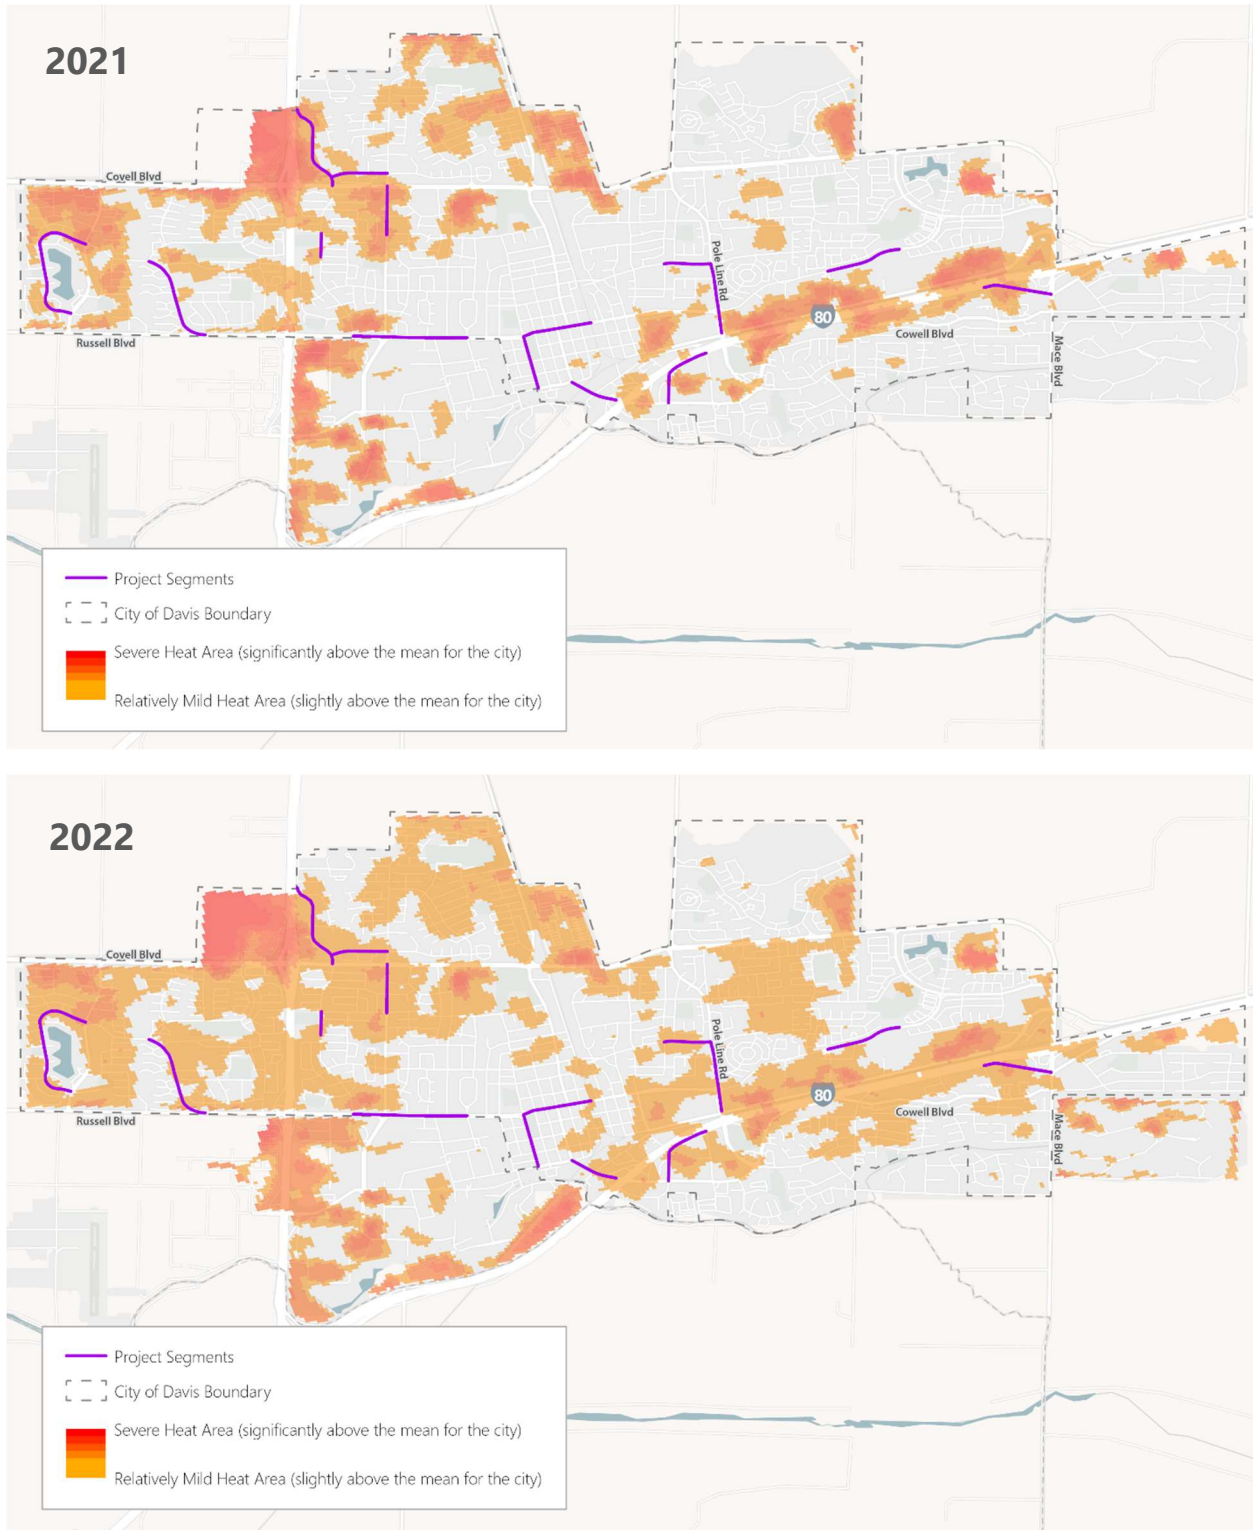 2021
Covell Blvd
Pole Line Rd
80
Cowell Blvd
Russell Blvd
Mace Blvd
Project Segments
City of Davis Boundary
Severe Heat Area (significantly above the mean for the city)
Relatively Mild Heat Area (slightly above the mean for the city)
2022
Covell Blvd
Pole Line Rd
80
Cowell Blvd
Russell Blvd
Mace Blvd
Project Segments
City of Davis Boundary
Severe Heat Area (significantly above the mean for the city)
Relatively Mild Heat Area (slightly above the mean for the city)